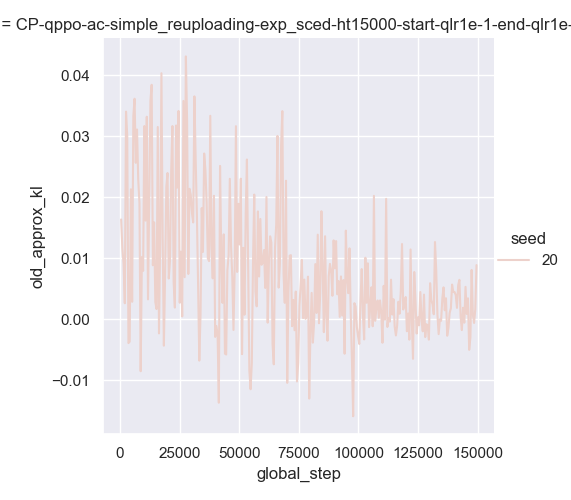 = CP-qppo-ac-simple_reuploading-exp_sced-ht15000-start-qlr1e-1-end-qlr1e-
old_approx_kl
0.04
0.03
0.02
0.01
0.00
−0.01
0 25000 50000 75000 100000 125000 150000
global_step
seed
20